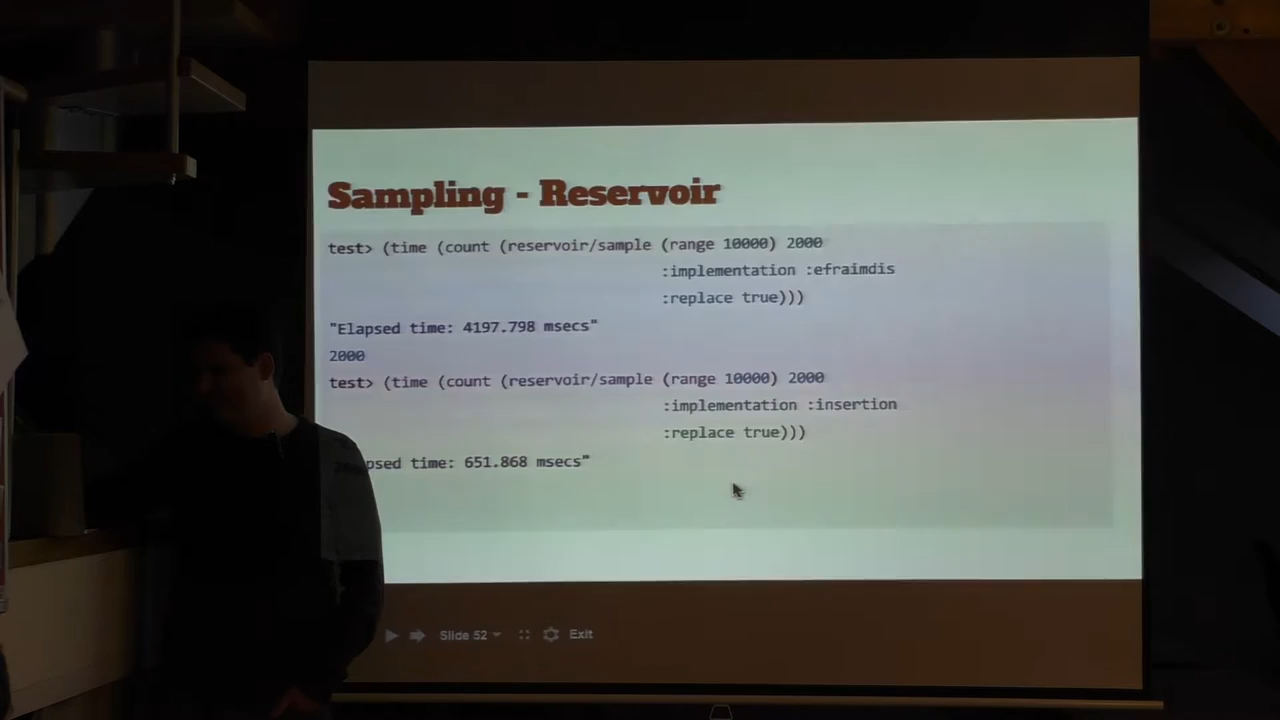 Sampling - Reservoir
test> (time (count (reservoir/sample (range 10000) 2000
:implementation :efraimdis
:replace true)))
"Elapsed time: 4197.798 msecs"
2000
test> (time (count (reservoir/sample (range 10000) 2000
:implementation :insertion
:replace true)))
time: 651.868 msecs"
Slide 52
Exit